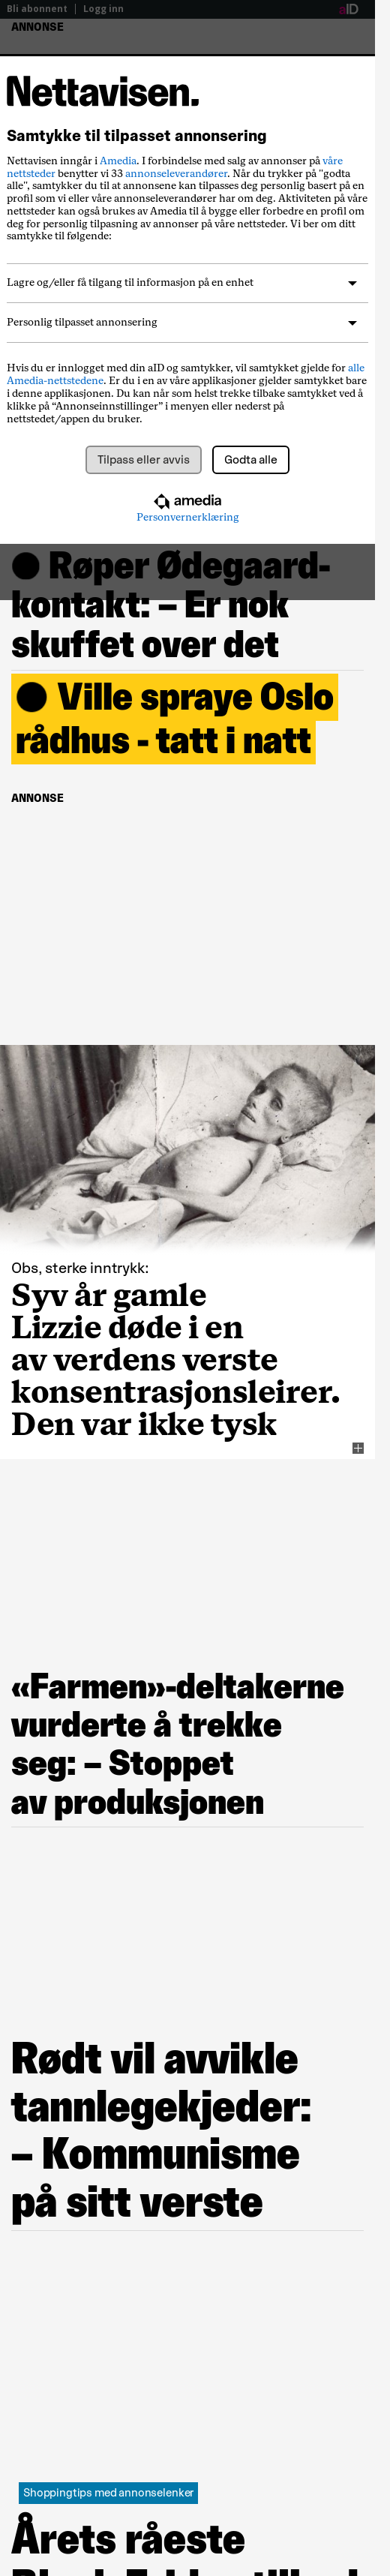 Bli abonnent | Logg inn aID
ANNONSE
Nettavisen.
Samtykke til tilpasset annonsering
Nettavisen inngår i Amedia. I forbindelse med salg av annonser på våre
nettsteder benytter vi 33 annonseleverandører. Når du trykker på "godta
alle", samtykker du til at annonsene kan tilpasses deg personlig basert på en
profil som vi eller våre annonseleverandører har om deg. Aktiviteten på våre
nettsteder kan også brukes av Amedia til å bygge eller forbedre en profil om
deg for personlig tilpasning av annonser på våre nettsteder. Vi ber om ditt
samtykke til følgende:
Lagre og/eller få tilgang til informasjon på en enhet
Personlig tilpasset annonsering
Hvis du er innlogget med din aID og samtykker, vil samtykket gjelde for alle
Amedia-nettstedene. Er du i en av våre applikasjoner gjelder samtykket bare
i denne applikasjonen. Du kan når som helst trekke tilbake samtykket ved å
klikke på “Annonseinnstillinger” i menyen eller nederst på
nettstedet/appen du bruker.
Tilpass eller avvis Godta alle
amedia
Personvernerklæring
● Røper Ødegaard-
kontakt: – Er nok
skuffet over det
● Ville spraye Oslo
rådhus - tatt i natt
ANNONSE
Obs, sterke inntrykk:
Syv år gamle
Lizzie døde i en
av verdens verste
konsentrasjonsleirer.
Den var ikke tysk
«Farmen»-deltakerne
vurderte å trekke
seg: – Stoppet
av produksjonen
Rødt vil avvikle
tannlegekjeder:
– Kommunisme
på sitt verste
Shoppingtips med annonselenker
Årets råeste